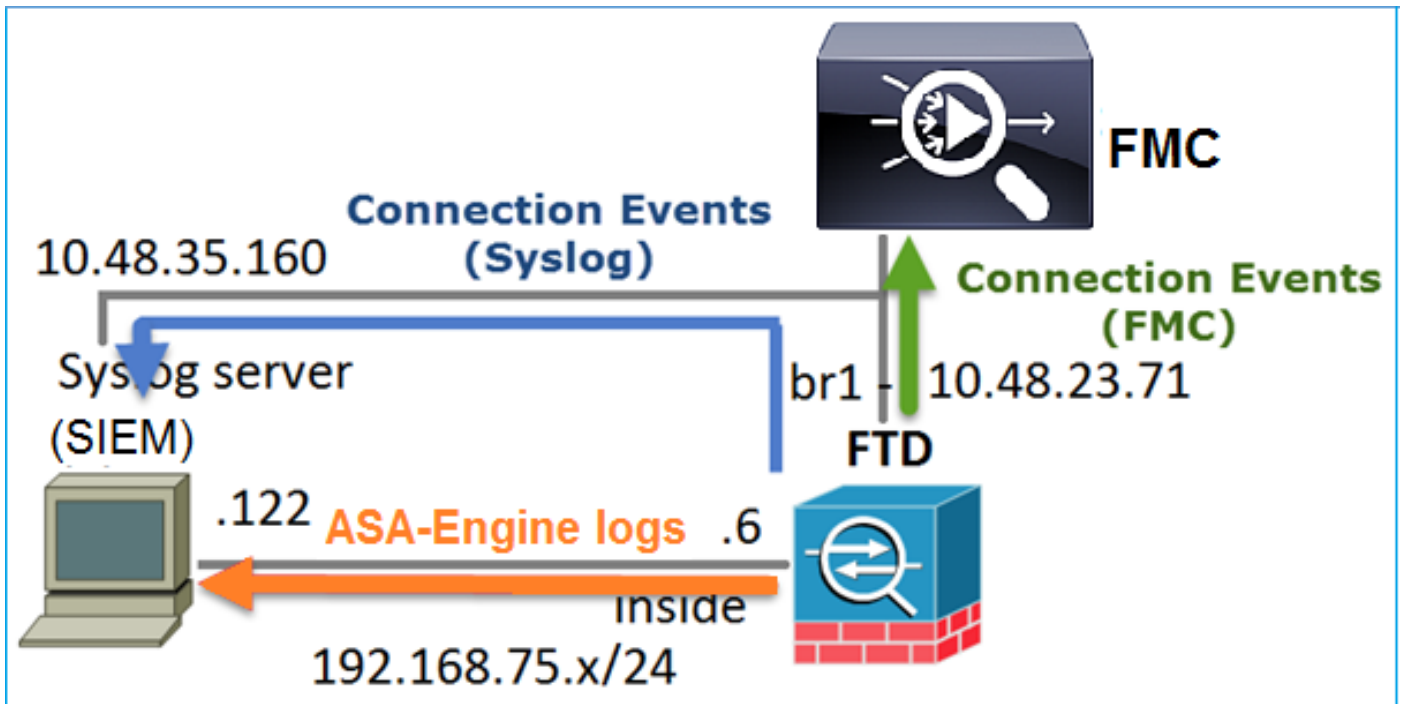 FMC
Connection Events
(Syslog)
10.48.35.160
Connection Events
(FMC)
Syslog server
(SIEM)
br1 - 10.48.23.71
FTD
.122
ASA-Engine logs
.6
inside
192.168.75.x/24